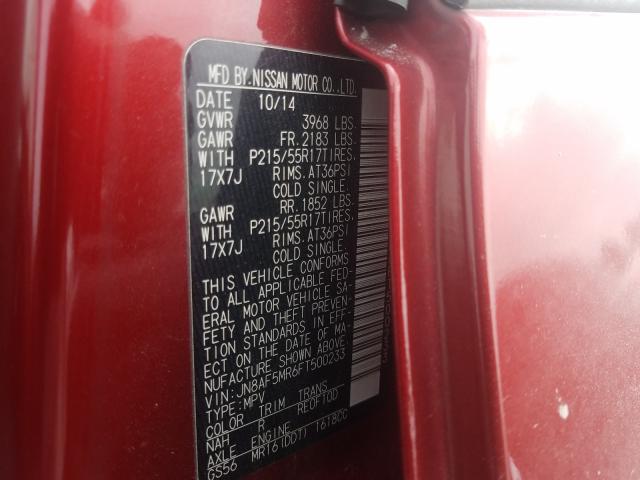 MFD BY.NISSAN MOTOR CO.,LTD.
DATE 10/14
GVWR 3968 LBS.
GAWR FR.2183 LBS.
WITH P215/55R17TIRES.
17X7J RIMS.AT36PSI
COLD SINGLE.
GAWR RR.1852 LBS.
WITH P215/55R17TIRES.
17X7J RIMS.AT36PSI
COLD SINGLE.
THIS VEHICLE CONFORMS
TO ALL APPLICABLE FED-
ERAL MOTOR VEHICLE SA-
FETY AND THEFT PREVEN-
TION STANDARDS IN EFF-
ECT ON THE DATE OF MA-
NUFACTURE SHOWN ABOVE.
VIN:JN8AF5MR6FT500233
TYPE:MPV
COLOR TRIM TRANS
NAH R RE0F10D
AXLE ENGINE
GS56 MR16(DDT) 1618CC